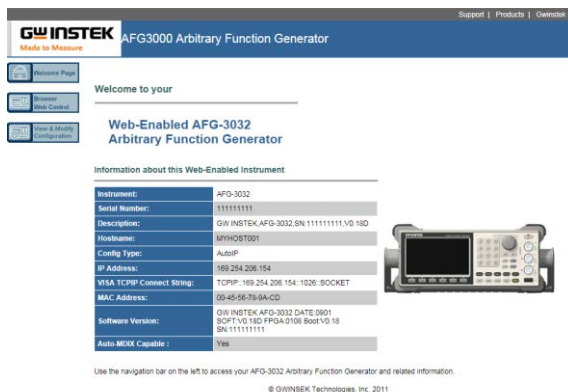 Support | Products | Gwinstek
GW INSTEK
Made to Measure
AFG3000 Arbitrary Function Generator
Welcome Page
Browser
Web Control
View & Modify
Configuration
Welcome to your
Web-Enabled AFG-3032
Arbitrary Function Generator
Information about this Web-Enabled Instrument
Instrument: AFG-3032
Serial Number: 111111111
Description: GW INSTEK,AFG-3032,SN:111111111,V0.18D
Hostname: MYHOST001
Config Type: AutoIP
IP Address: 169.254.206.154
VISA TCPIP Connect String: TCPIP::169.254.206.154::1026::SOCKET
MAC Address: 00-45-56-78-9A-CD
Software Version: GW INSTEK AFG-3032 DATE:0901
SOFT:V0.18D FPGA:0108 Boot:V0.18
SN:111111111
Auto-MDIX Capable : Yes
Use the navigation bar on the left to access your AFG-3032 Arbitrary Function Generator and related information.
© GWINSEK Technologies, Inc. 2011